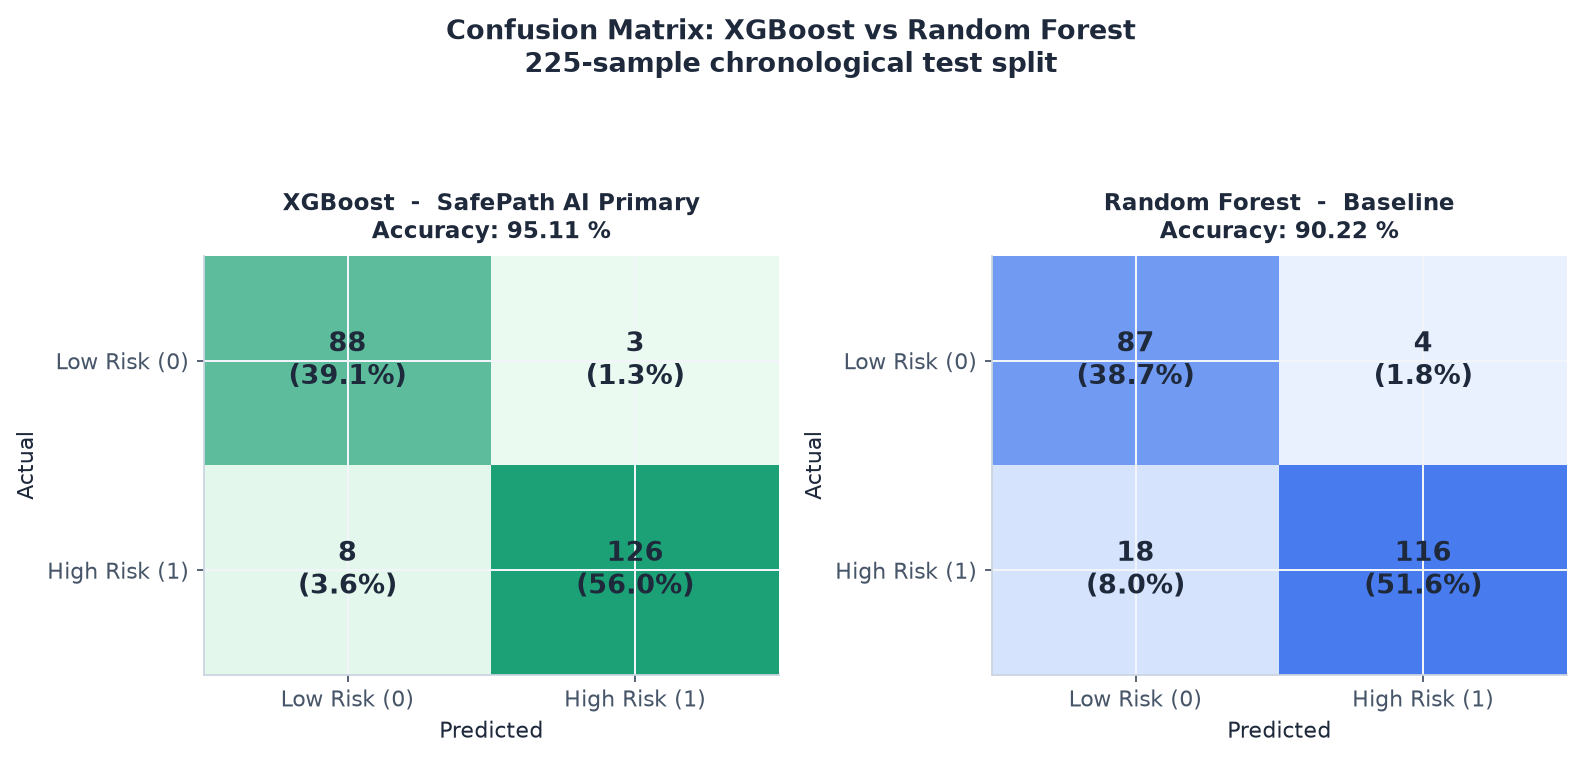 Confusion Matrix: XGBoost vs Random Forest
225-sample chronological test split
XGBoost - SafePath AI Primary
Accuracy: 95.11 %
Actual
Low Risk (0)
88
(39.1%)
3
(1.3%)
High Risk (1)
8
(3.6%)
126
(56.0%)
Low Risk (0)
High Risk (1)
Predicted
Random Forest - Baseline
Accuracy: 90.22 %
Actual
Low Risk (0)
87
(38.7%)
4
(1.8%)
High Risk (1)
18
(8.0%)
116
(51.6%)
Low Risk (0)
High Risk (1)
Predicted